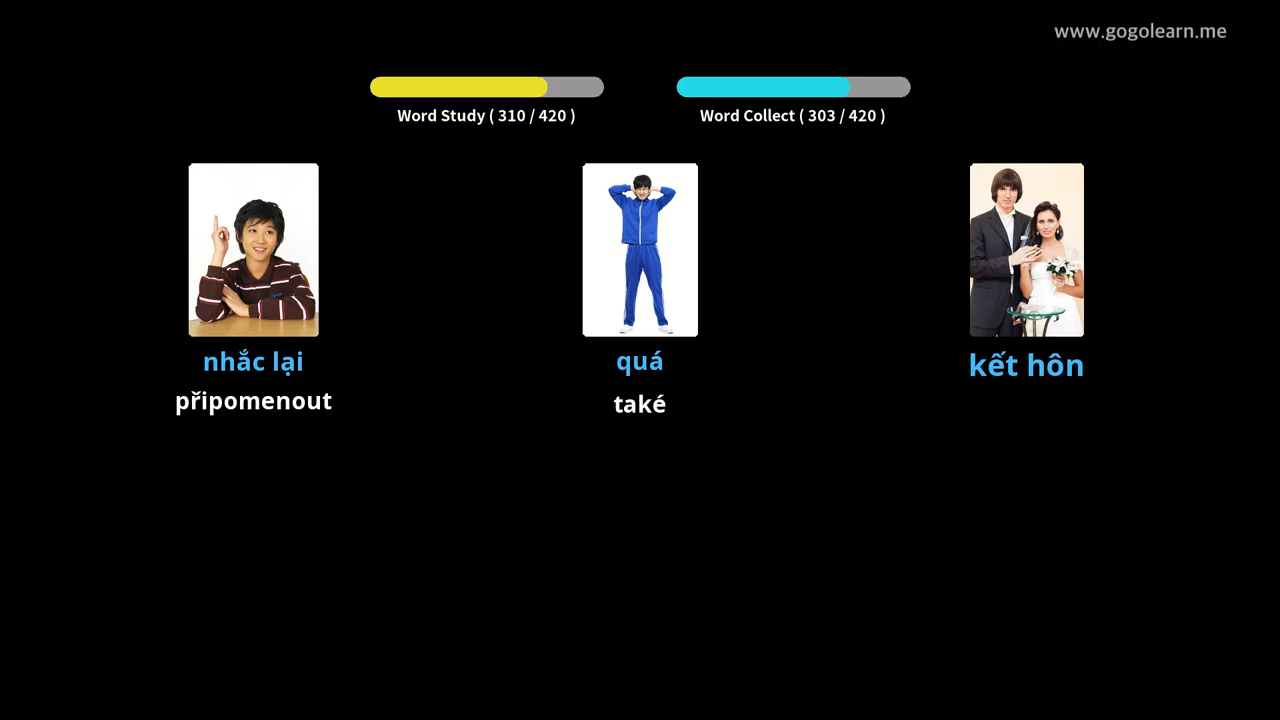 www.gogolearn.me
Word Study ( 310 / 420 )
Word Collect ( 303 / 420 )
nhắc lại
quá
kết hôn
připomenout
také